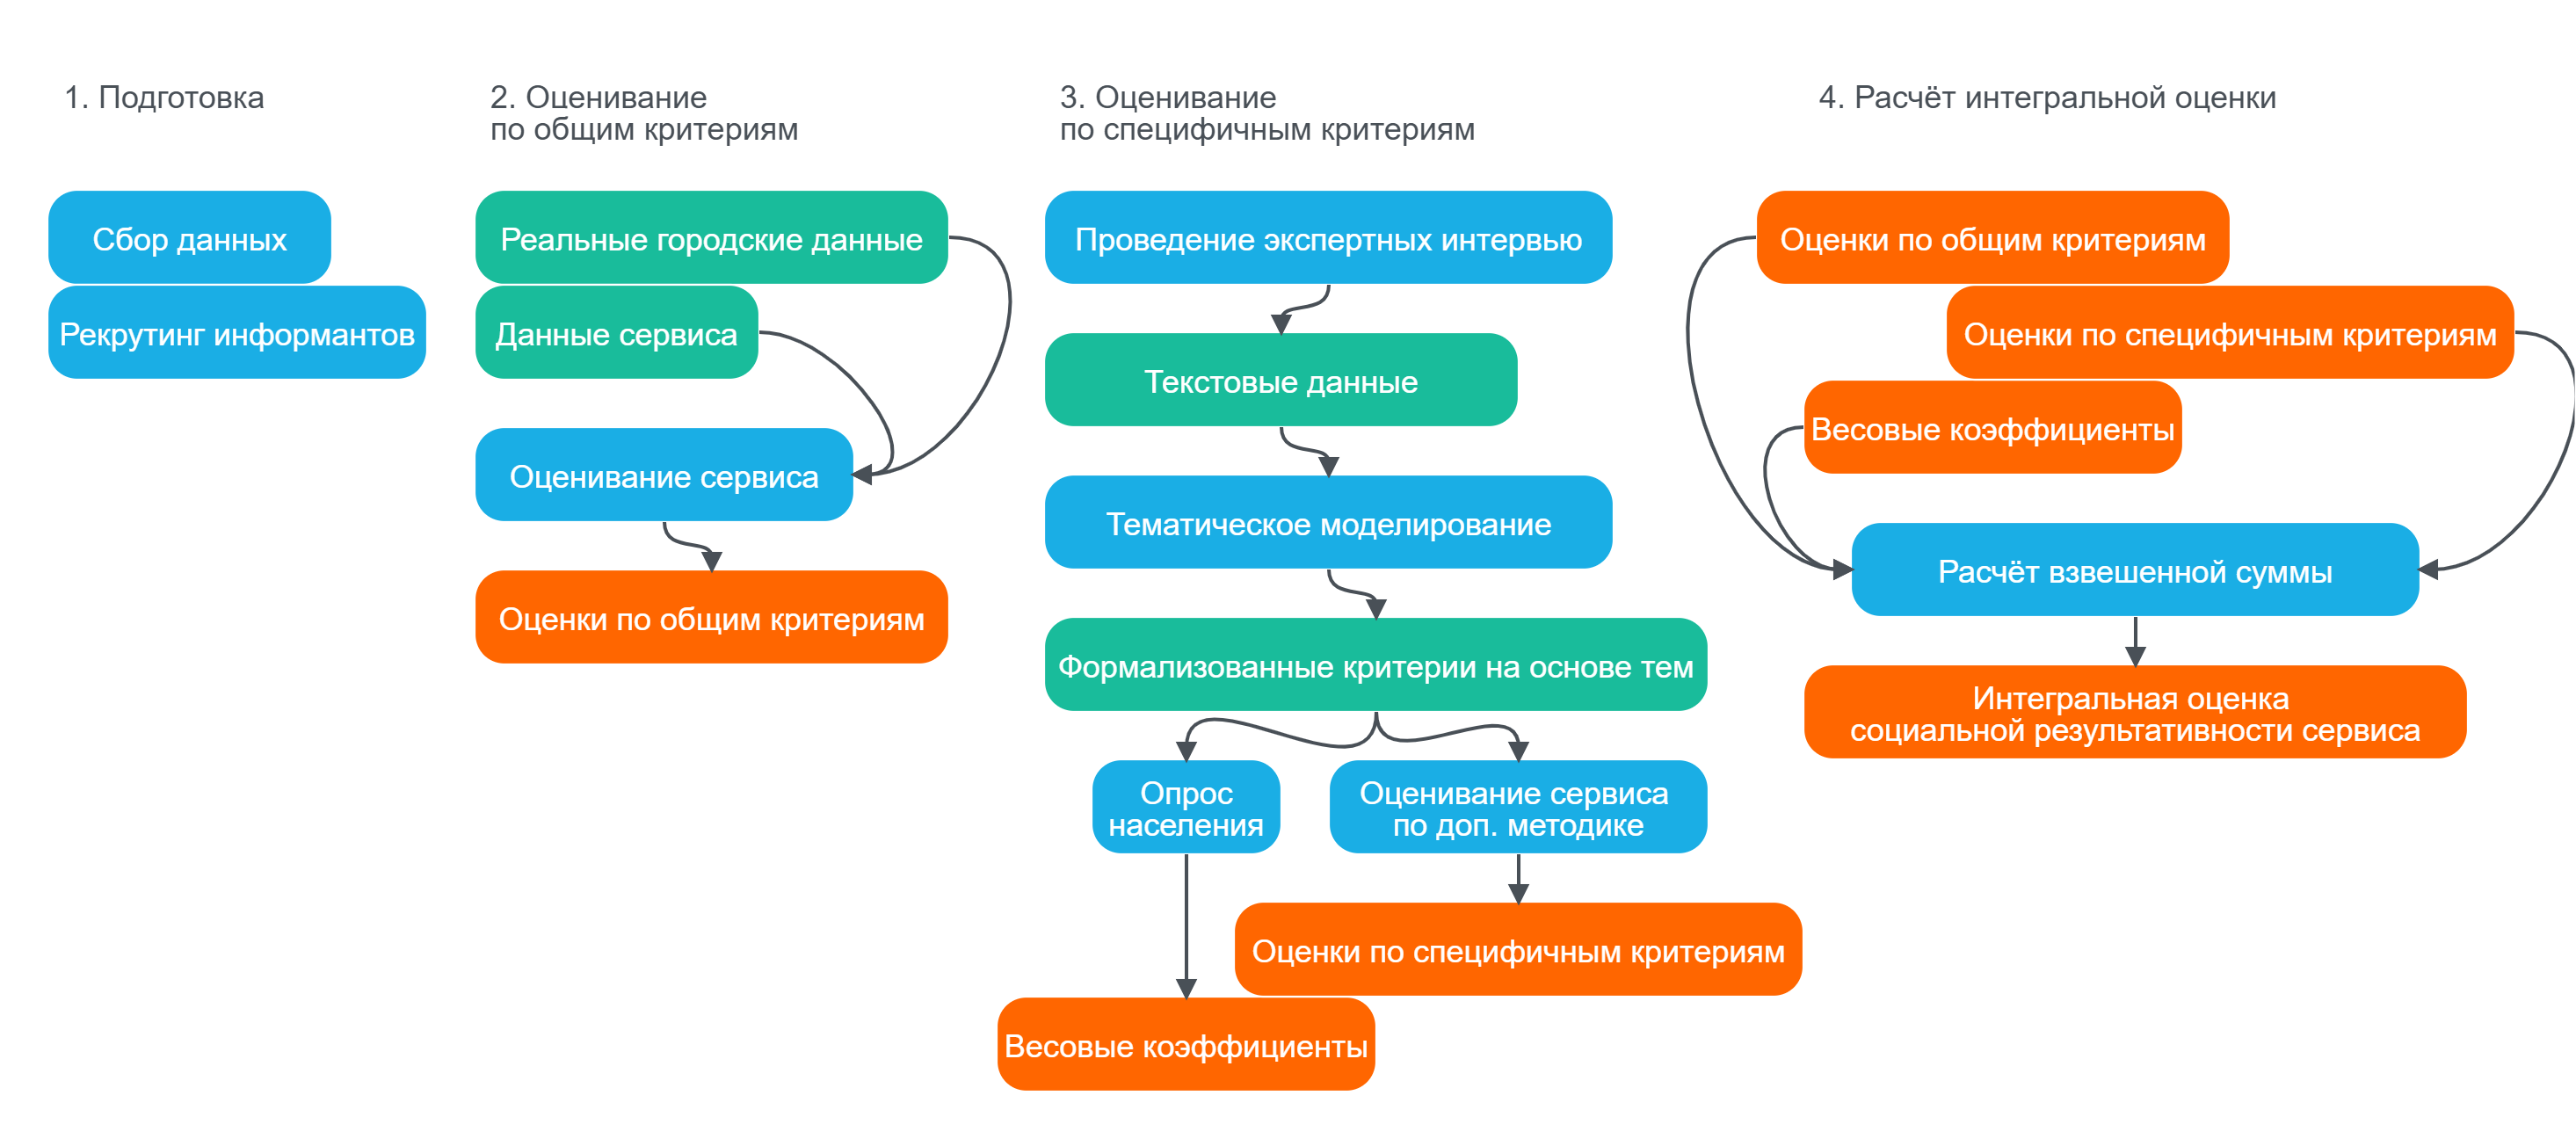 1. Подготовка
Сбор данных
Рекрутинг информантов
2. Оценивание
по общим критериям
Реальные городские данные
Данные сервиса
Оценивание сервиса
Оценки по общим критериям
3. Оценивание
по специфичным критериям
Проведение экспертных интервью
Текстовые данные
Тематическое моделирование
Формализованные критерии на основе тем
Опрос
населения
Оценивание сервиса
по доп. методике
Оценки по специфичным критериям
Весовые коэффициенты
4. Расчёт интегральной оценки
Оценки по общим критериям
Оценки по специфичным критериям
Весовые коэффициенты
Расчёт взвешенной суммы
Интегральная оценка
социальной результативности сервиса